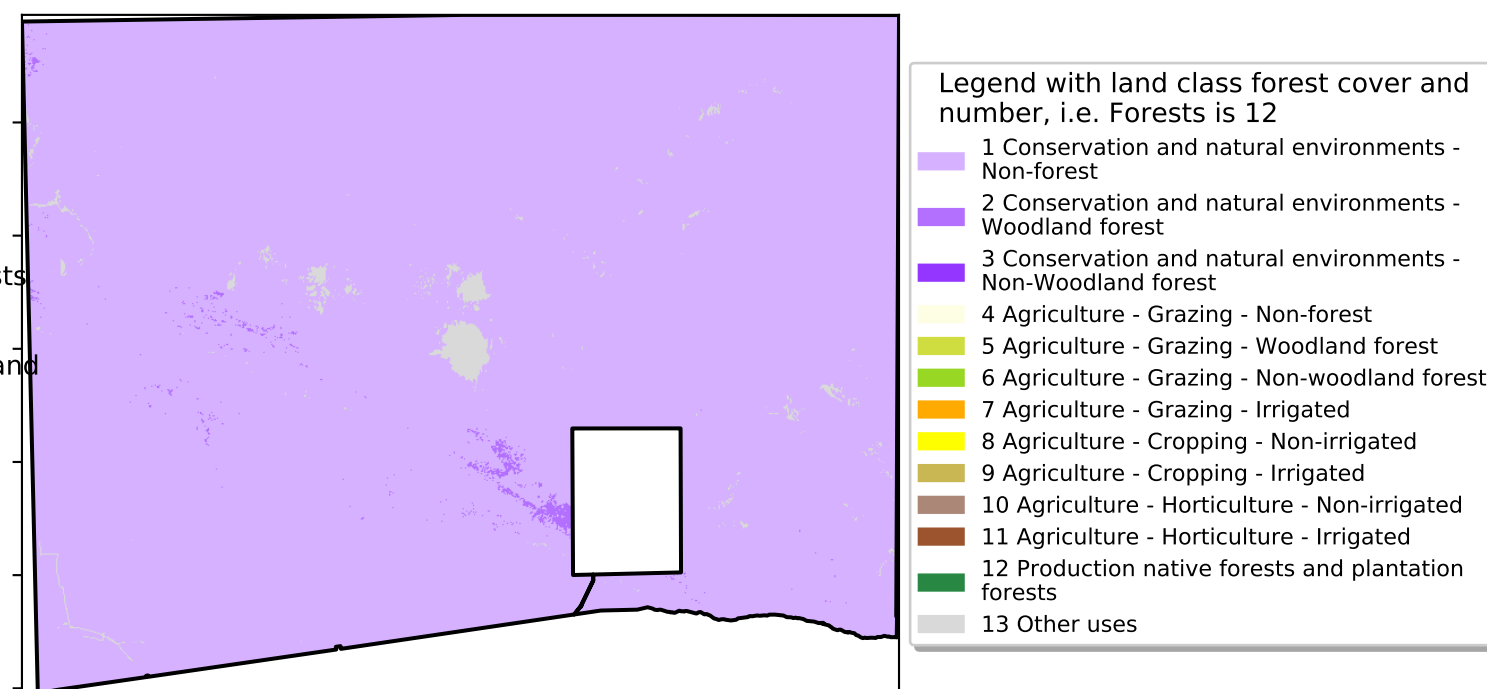 Legend with land class forest cover and
number, i.e. Forests is 12
1 Conservation and natural environments -
Non-forest
2 Conservation and natural environments -
Woodland forest
3 Conservation and natural environments -
Non-Woodland forest
4 Agriculture - Grazing - Non-forest
5 Agriculture - Grazing - Woodland forest
6 Agriculture - Grazing - Non-woodland forest
7 Agriculture - Grazing - Irrigated
8 Agriculture - Cropping - Non-irrigated
9 Agriculture - Cropping - Irrigated
10 Agriculture - Horticulture - Non-irrigated
11 Agriculture - Horticulture - Irrigated
12 Production native forests and plantation
forests
13 Other uses